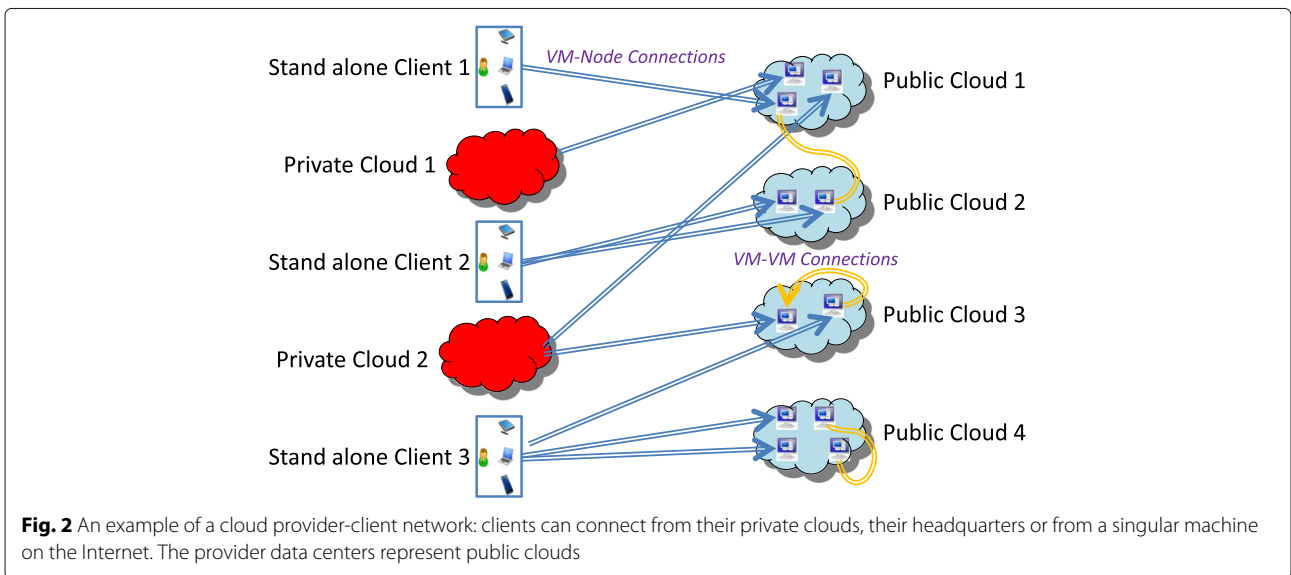 Stand alone Client 1
VM-Node Connections
Public Cloud 1
Private Cloud 1
Public Cloud 2
Stand alone Client 2
VM-VM Connections
Public Cloud 3
Private Cloud 2
Public Cloud 4
Stand alone Client 3
Fig. 2 An example of a cloud provider-client network: clients can connect from their private clouds, their headquarters or from a singular machine
on the Internet. The provider data centers represent public clouds